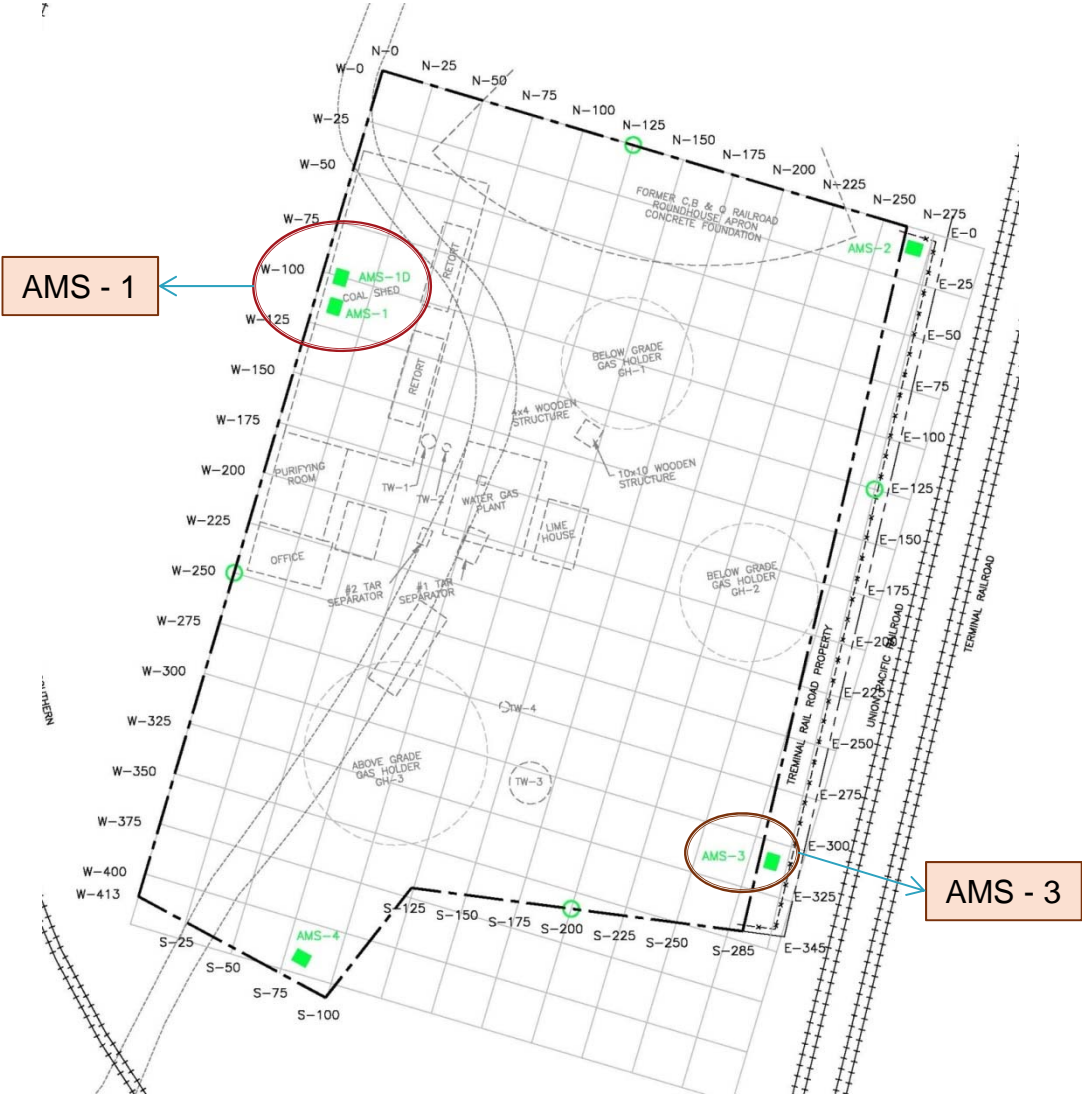 N-0
N-25
N-50
N-75
N-100
N-125
N-150
N-175
N-200
N-225
N-250
N-275
W-0
W-25
W-50
W-75
W-100
W-125
W-150
W-175
W-200
W-225
W-250
W-275
W-300
W-325
W-350
W-375
W-400
W-413
E-0
E-25
E-50
E-75
E-100
E-125
E-150
E-175
E-200
E-225
E-250
E-275
E-300
E-325
E-345
S-25
S-50
S-75
S-100
S-125
S-150
S-175
S-200
S-225
S-250
S-285
FORMER C,B & Q RAILROAD
ROUNDHOUSE APRON
CONCRETE FOUNDATION
AMS-2
AMS - 1
AMS-1D
COAL SHED
AMS-1
RETORT
RETORT
BELOW GRADE
GAS HOLDER
GH-1
4x4 WOODEN
STRUCTURE
10x10 WOODEN
STRUCTURE
PURIFYING
ROOM
TW-1
TW-2
WATER GAS
PLANT
LIME
HOUSE
OFFICE
#2 TAR
SEPARATOR
#1 TAR
SEPARATOR
BELOW GRADE
GAS HOLDER
GH-2
TREMINAL RAIL ROAD PROPERTY
UNION PACIFIC RAILROAD
TERMINAL RAILROAD
TW-4
ABOVE GRADE
GAS HOLDER
GH-3
TW-3
AMS-3
AMS - 3
AMS-4